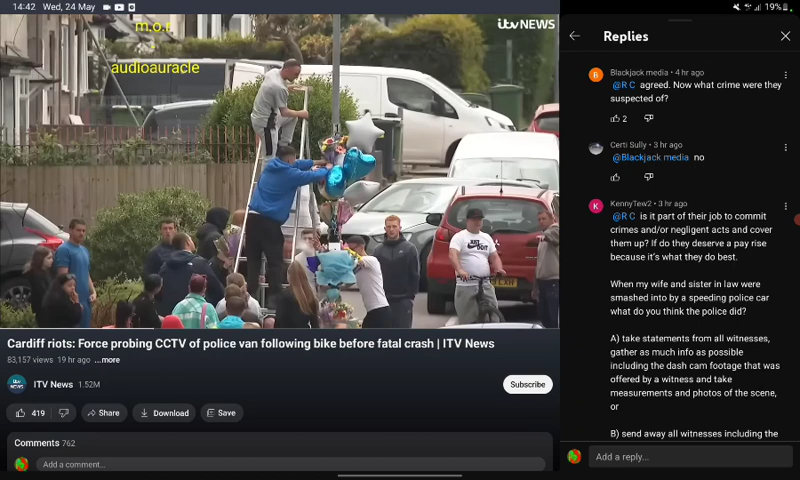 14:42 Wed, 24 May
19%
m.o.r
audioauracle
itv NEWS
JUST
DO IT
Cardiff riots: Force probing CCTV of police van following bike before fatal crash | ITV News
83,157 views 19 hr ago ...more
itv
NEWS
ITV News 1.52M
Subscribe
419
Share
Download
Save
Comments 762
Add a comment...
Replies
B
Blackjack media • 4 hr ago
@R C agreed. Now what crime were they
suspected of?
2
Certi Sully • 3 hr ago
@Blackjack media no
K
KennyTew2 • 3 hr ago
@R C is it part of their job to commit
crimes and/or negligent acts and cover
them up? If do they deserve a pay rise
because it's what they do best.
When my wife and sister in law were
smashed into by a speeding police car
what do you think the police did?
A) take statements from all witnesses,
gather as much info as possible
including the dash cam footage that was
offered by a witness and take
measurements and photos of the scene,
or
B) send away all witnesses including the
Add a reply...